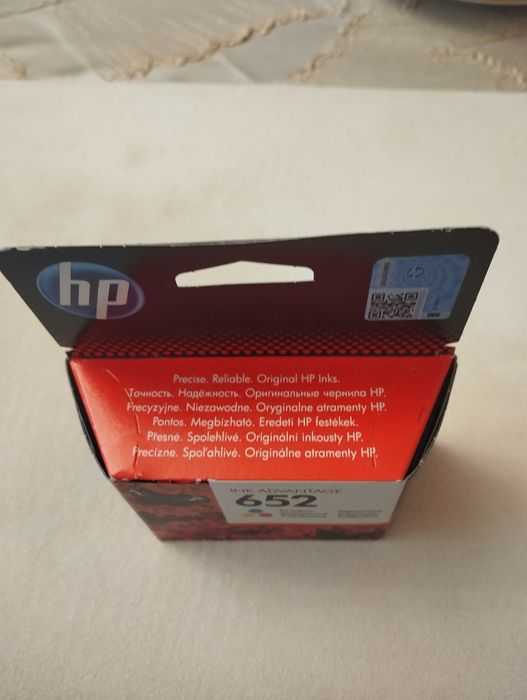 hp
Precise. Reliable. Original HP Inks.
Точность. Надёжность. Оригинальные чернила HP.
Precyzyjne. Niezawodne. Oryginalne atramenty HP.
Pontos. Megbízható. Eredeti HP festékek.
Přesné. Spolehlivé. Originální inkousty HP.
Precízne. Spoľahlivé. Originálne atramenty HP.
INK ADVANTAGE
652